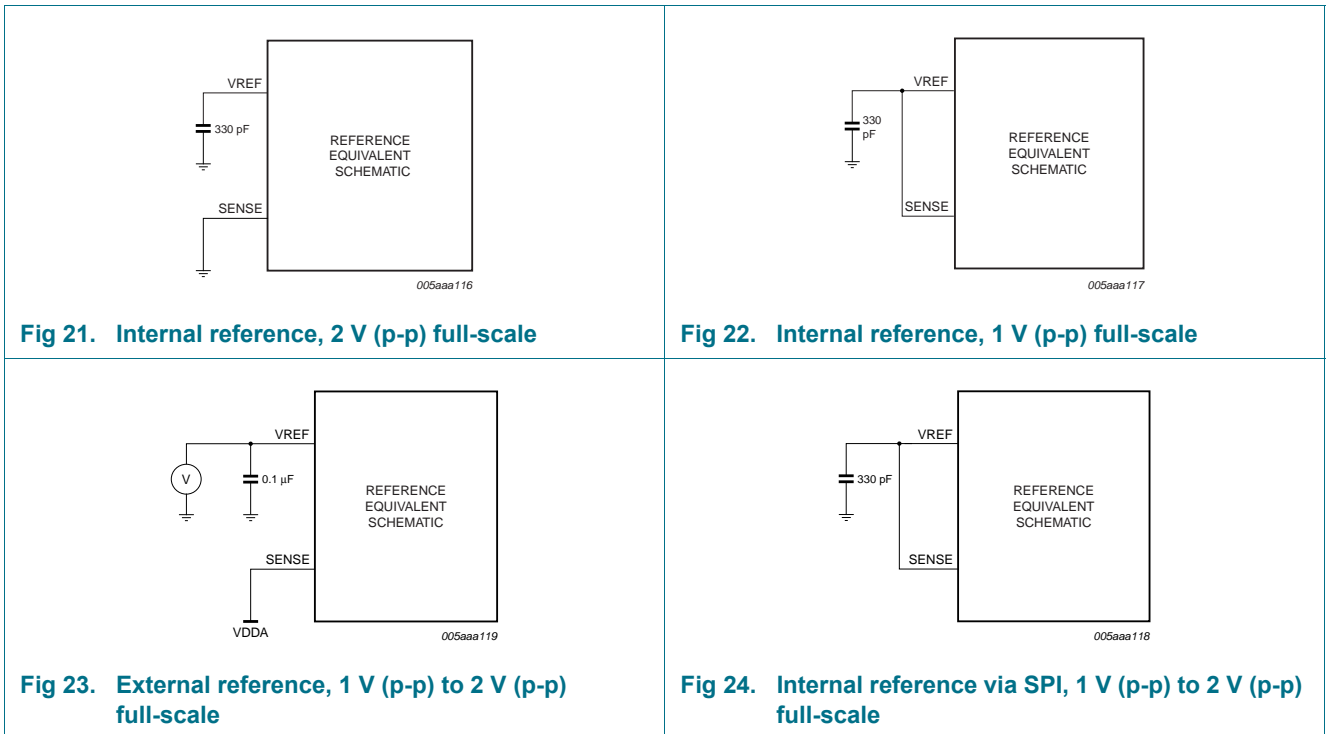 VREF
330 pF
REFERENCE
EQUIVALENT
SCHEMATIC
SENSE
005aaa116
Fig 21. Internal reference, 2 V (p-p) full-scale
VREF
330
pF
REFERENCE
EQUIVALENT
SCHEMATIC
SENSE
005aaa117
Fig 22. Internal reference, 1 V (p-p) full-scale
VREF
V
0.1 μF
REFERENCE
EQUIVALENT
SCHEMATIC
SENSE
VDDA
005aaa119
Fig 23. External reference, 1 V (p-p) to 2 V (p-p)
full-scale
VREF
330 pF
REFERENCE
EQUIVALENT
SCHEMATIC
SENSE
005aaa118
Fig 24. Internal reference via SPI, 1 V (p-p) to 2 V (p-p)
full-scale